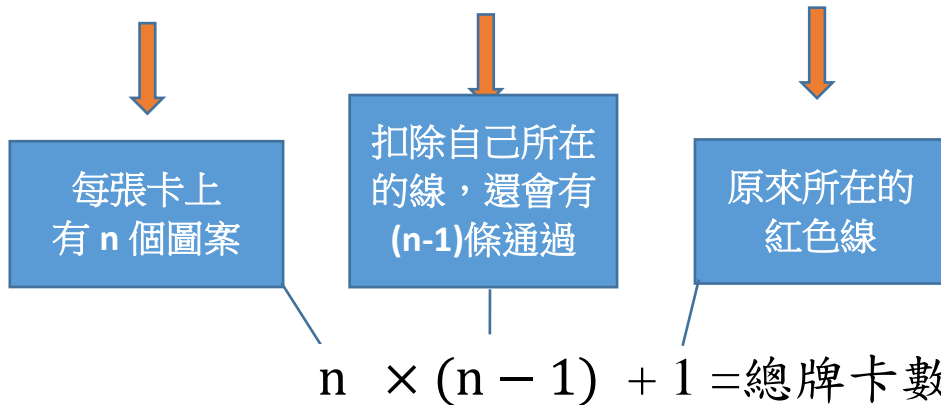 每張卡上
有 n 個圖案
扣除自己所在
的線，還會有
(n-1)條通過
原來所在的
紅色線
n × (n − 1) + 1 =總牌卡數